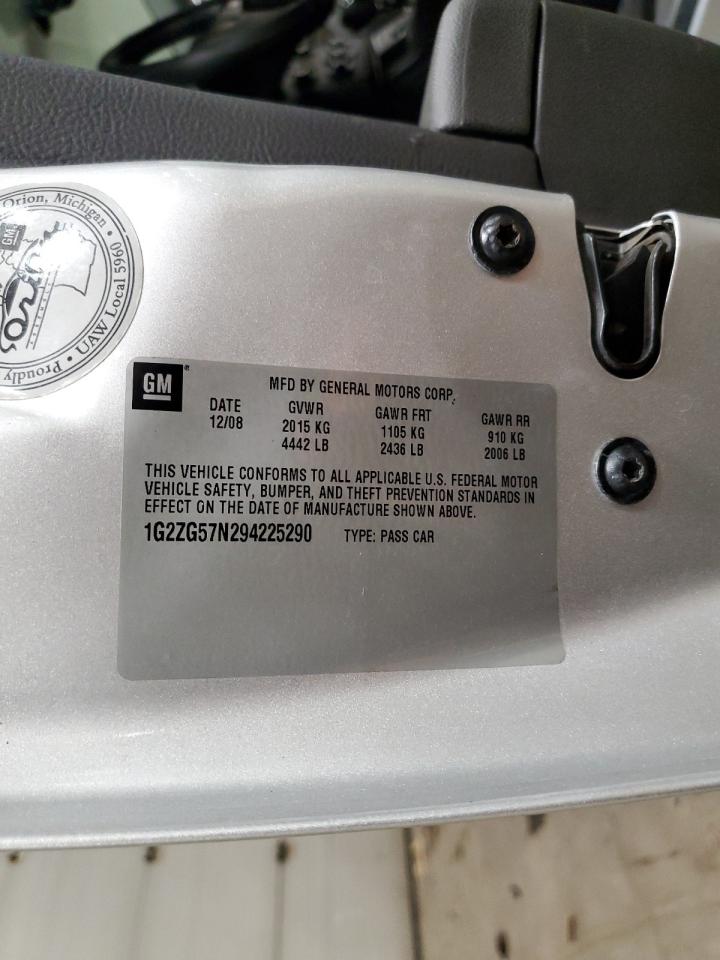 Orion, Michigan •
GM
UAW Local 5960
• Proudly
GM
MFD BY GENERAL MOTORS CORP.
DATE GVWR GAWR FRT GAWR RR
12/08 2015 KG 1105 KG 910 KG
4442 LB 2436 LB 2006 LB
THIS VEHICLE CONFORMS TO ALL APPLICABLE U.S. FEDERAL MOTOR
VEHICLE SAFETY, BUMPER, AND THEFT PREVENTION STANDARDS IN
EFFECT ON THE DATE OF MANUFACTURE SHOWN ABOVE.
1G2ZG57N294225290 TYPE: PASS CAR